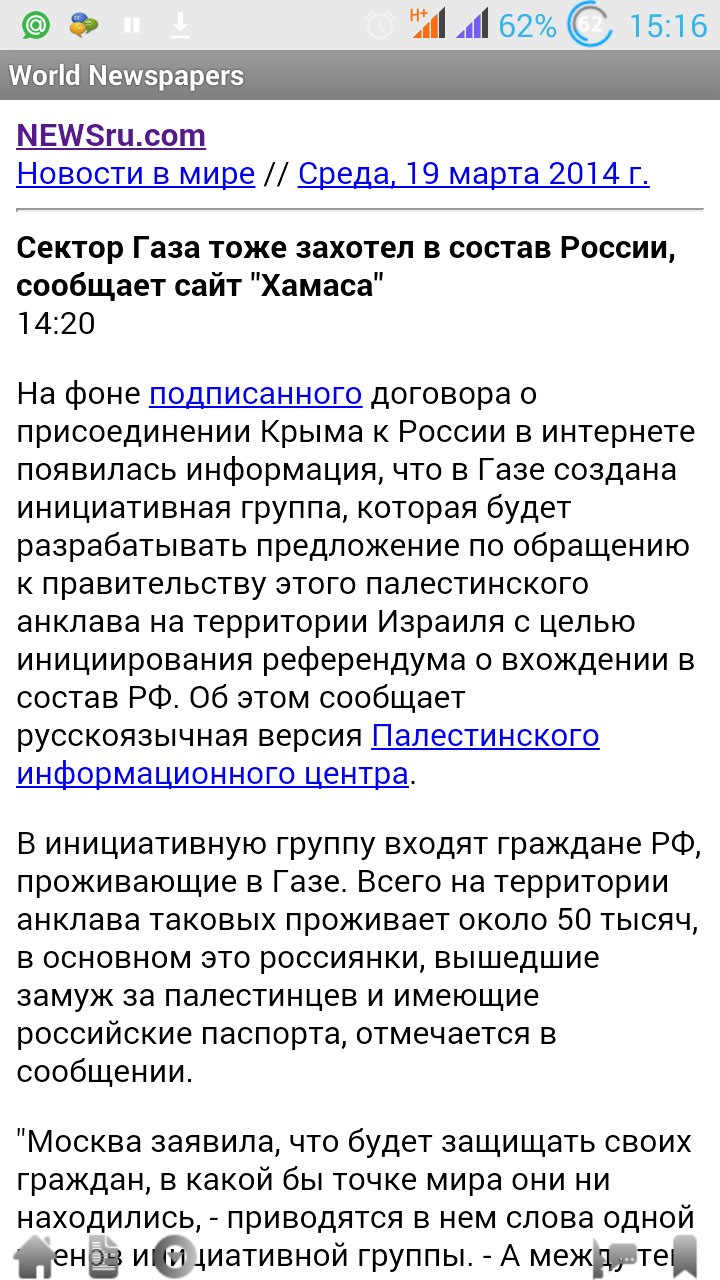 H+ 62% 62 15:16
World Newspapers
NEWSru.com
Новости в мире // Среда, 19 марта 2014 г.
Сектор Газа тоже захотел в состав России,
сообщает сайт "Хамаса"
14:20
На фоне подписанного договора о
присоединении Крыма к России в интернете
появилась информация, что в Газе создана
инициативная группа, которая будет
разрабатывать предложение по обращению
к правительству этого палестинского
анклава на территории Израиля с целью
инициирования референдума о вхождении в
состав РФ. Об этом сообщает
русскоязычная версия Палестинского
информационного центра.
В инициативную группу входят граждане РФ,
проживающие в Газе. Всего на территории
анклава таковых проживает около 50 тысяч,
в основном это россиянки, вышедшие
замуж за палестинцев и имеющие
российские паспорта, отмечается в
сообщении.
"Москва заявила, что будет защищать своих
граждан, в какой бы точке мира они ни
находились, - приводятся в нем слова одной
инициативной группы. - А между